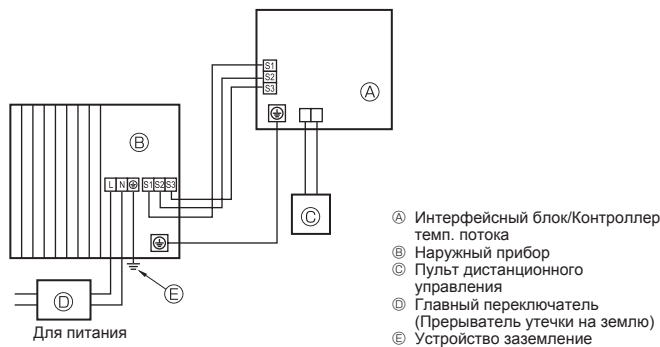 S1
S2
S3
Ⓐ
Ⓑ
L N S1 S2 S3
Ⓒ
Ⓓ
Ⓔ
Для питания
Ⓐ Интерфейсный блок/Контроллер
темп. потока
Ⓑ Наружный прибор
Ⓒ Пульт дистанционного
управления
Ⓓ Главный переключатель
(Прерыватель утечки на землю)
Ⓔ Устройство заземление